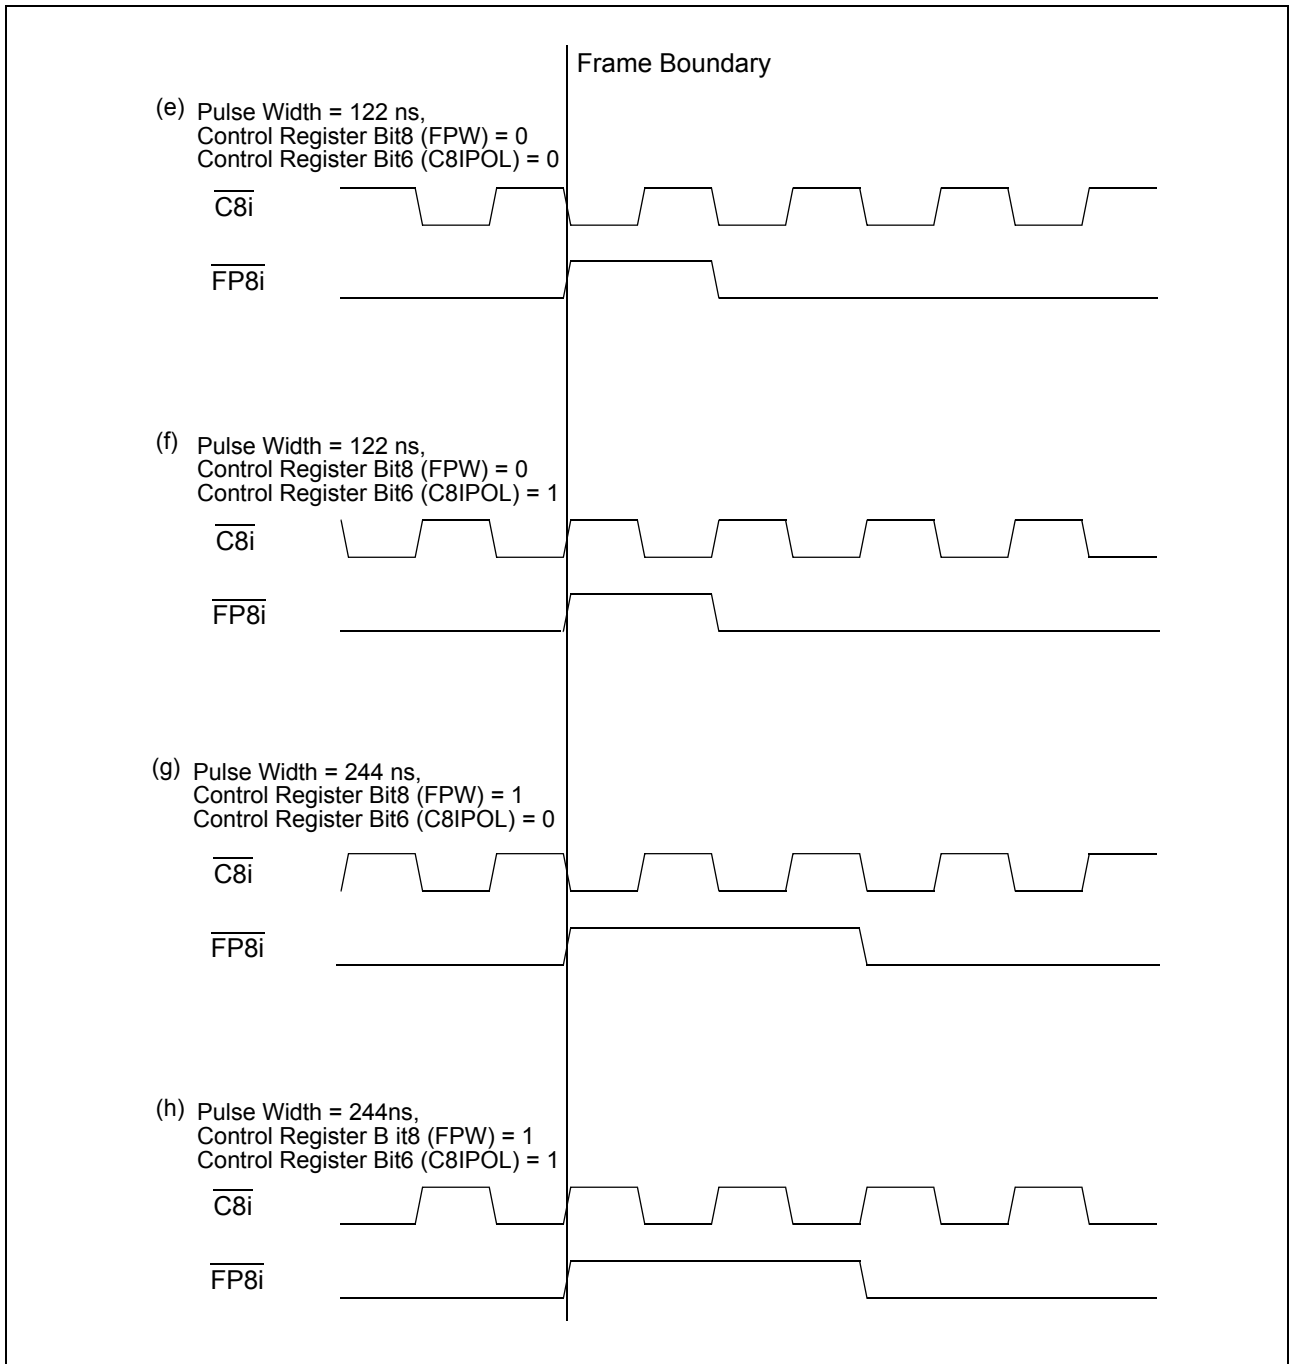 Frame Boundary
(e) Pulse Width = 122 ns,
Control Register Bit8 (FPW) = 0
Control Register Bit6 (C8IPOL) = 0
C8i
FP8i
(f) Pulse Width = 122 ns,
Control Register Bit8 (FPW) = 0
Control Register Bit6 (C8IPOL) = 1
C8i
FP8i
(g) Pulse Width = 244 ns,
Control Register Bit8 (FPW) = 1
Control Register Bit6 (C8IPOL) = 0
C8i
FP8i
(h) Pulse Width = 244ns,
Control Register B it8 (FPW) = 1
Control Register Bit6 (C8IPOL) = 1
C8i
FP8i